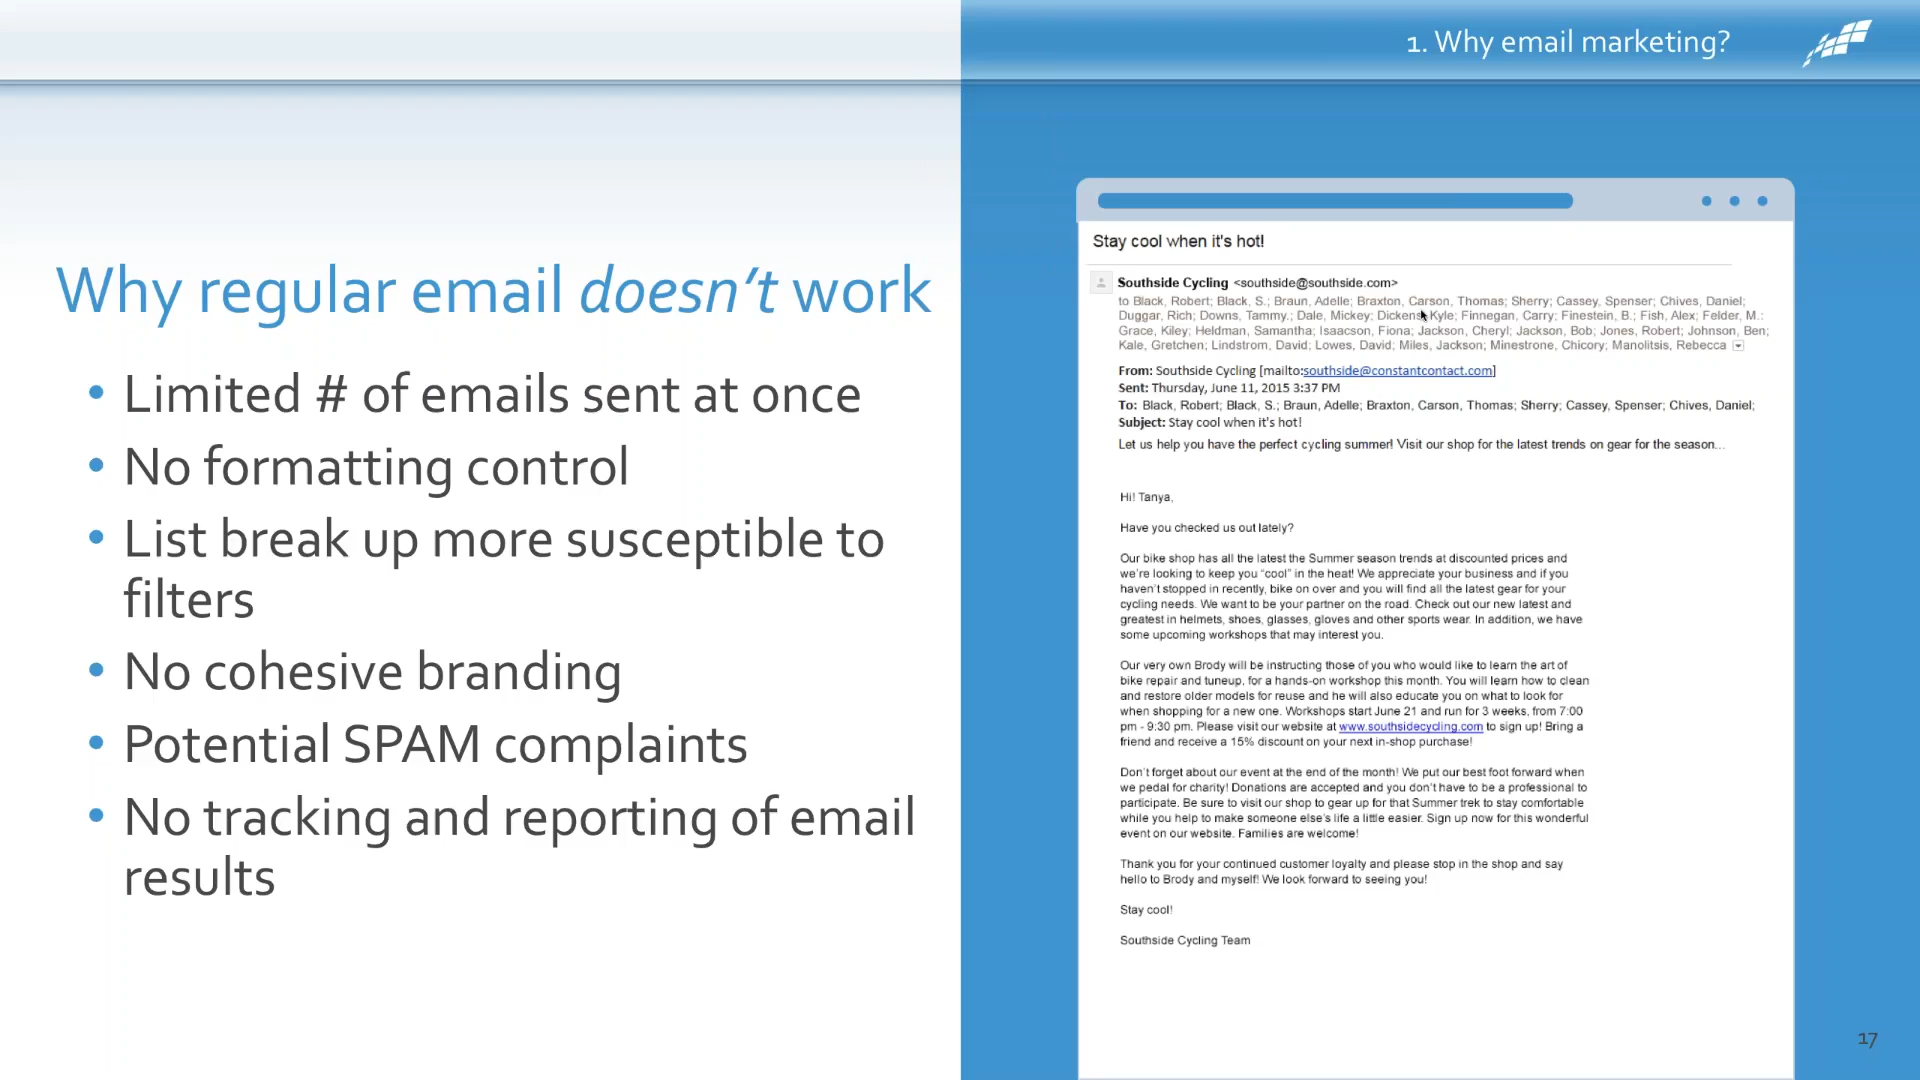 1. Why email marketing?
Why regular email doesn't work
• Limited # of emails sent at once
• No formatting control
• List break up more susceptible to
filters
• No cohesive branding
• Potential SPAM complaints
• No tracking and reporting of email
results
Stay cool when it's hot!
Southside Cycling <southside@southside.com>
to Black, Robert; Black, S.; Braun, Adelle; Braxton, Carson, Thomas; Sherry; Cassey, Spenser; Chives, Daniel;
Duggar, Rich; Downs, Tammy.; Dale, Mickey; Dickens, Kyle; Finnegan, Carry; Finestein, B.; Fish, Alex; Felder, M.:
Grace, Kiley; Heldman, Samantha; Isaacson, Fiona; Jackson, Cheryl; Jackson, Bob; Jones, Robert; Johnson, Ben;
Kale, Gretchen; Lindstrom, David; Lowes, David; Miles, Jackson; Minestrone, Chicory; Manolitsis, Rebecca
From: Southside Cycling [mailto:southside@constantcontact.com]
Sent: Thursday, June 11, 2015 3:37 PM
To: Black, Robert; Black, S.; Braun, Adelle; Braxton, Carson, Thomas; Sherry; Cassey, Spenser; Chives, Daniel;
Subject: Stay cool when it's hot!
Let us help you have the perfect cycling summer! Visit our shop for the latest trends on gear for the season...
Hi! Tanya,
Have you checked us out lately?
Our bike shop has all the latest the Summer season trends at discounted prices and
we're looking to keep you “cool” in the heat! We appreciate your business and if you
haven't stopped in recently, bike on over and you will find all the latest gear for your
cycling needs. We want to be your partner on the road. Check out our new latest and
greatest in helmets, shoes, glasses, gloves and other sports wear. In addition, we have
some upcoming workshops that may interest you.
Our very own Brody will be instructing those of you who would like to learn the art of
bike repair and tuneup, for a hands-on workshop this month. You will learn how to clean
and restore older models for reuse and he will also educate you on what to look for
when shopping for a new one. Workshops start June 21 and run for 3 weeks, from 7:00
pm - 9:30 pm. Please visit our website at www.southsidecycling.com to sign up! Bring a
friend and receive a 15% discount on your next in-shop purchase!
Don't forget about our event at the end of the month! We put our best foot forward when
we pedal for charity! Donations are accepted and you don't have to be a professional to
participate. Be sure to visit our shop to gear up for that Summer trek to stay comfortable
while you help to make someone else's life a little easier. Sign up now for this wonderful
event on our website. Families are welcome!
Thank you for your continued customer loyalty and please stop in the shop and say
hello to Brody and myself! We look forward to seeing you!
Stay cool!
Southside Cycling Team
17